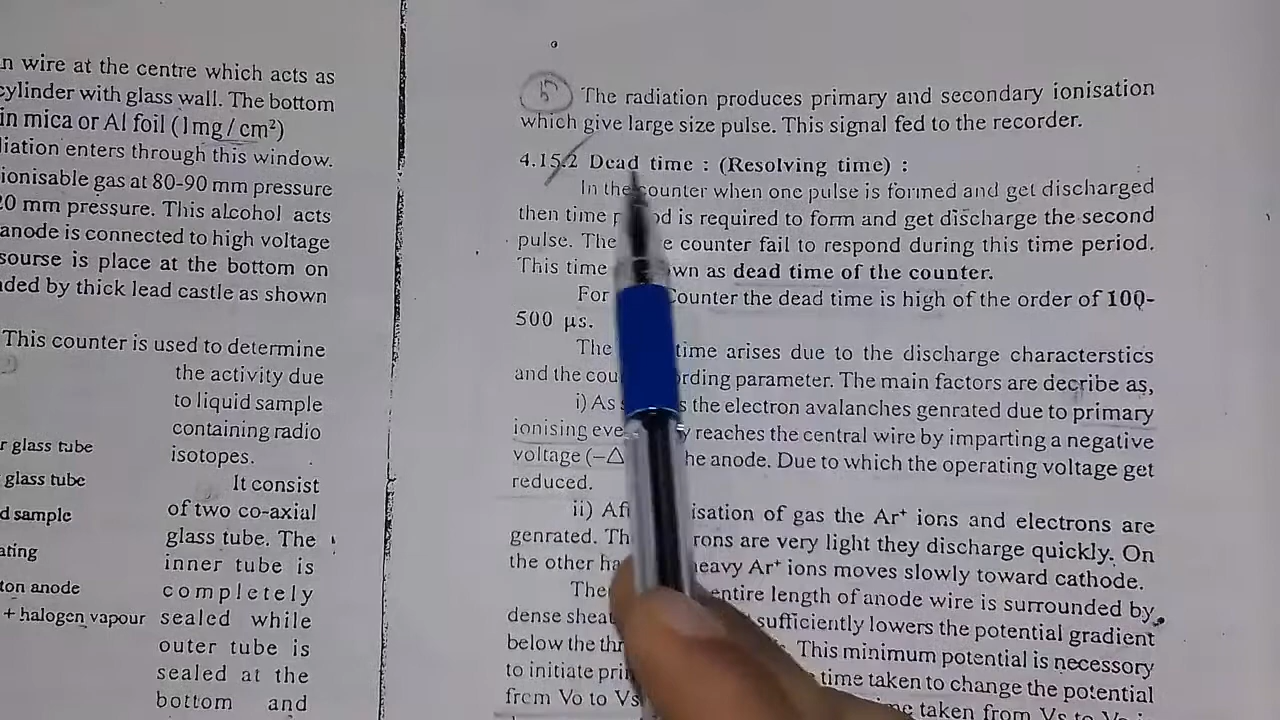 n wire at the centre which acts as
cylinder with glass wall. The bottom
in mica or Al foil (1mg/cm²)
liation enters through this window.
ionisable gas at 80-90 mm pressure
20 mm pressure. This alcohol acts
anode is connected to high voltage
sourse is place at the bottom on
ded by thick lead castle as shown
This counter is used to determine
the activity due
to liquid sample
containing radio
r glass tube isotopes.
glass tube It consist
d sample of two co-axial
glass tube. The
ating inner tube is
ton anode completely
+ halogen vapour sealed while
outer tube is
sealed at the
bottom and
5 The radiation produces primary and secondary ionisation
which give large size pulse. This signal fed to the recorder.
4.15.2 Dead time : (Resolving time) :
In the counter when one pulse is formed and get discharged
then time p od is required to form and get discharge the second
pulse. The e counter fail to respond during this time period.
This time wn as dead time of the counter.
For Counter the dead time is high of the order of 100-
500 µs.
The time arises due to the discharge characterstics
and the cou rding parameter. The main factors are decribe as,
i) As s the electron avalanches genrated due to primary
ionising eve y reaches the central wire by imparting a negative
voltage (−△ he anode. Due to which the operating voltage get
reduced.
ii) Af isation of gas the Ar⁺ ions and electrons are
genrated. Th rons are very light they discharge quickly. On
the other ha heavy Ar⁺ ions moves slowly toward cathode.
The entire length of anode wire is surrounded by
dense shea sufficiently lowers the potential gradient
below the thr This minimum potential is necessary
to initiate pri time taken to change the potential
from Vo to Vs taken from Vs to